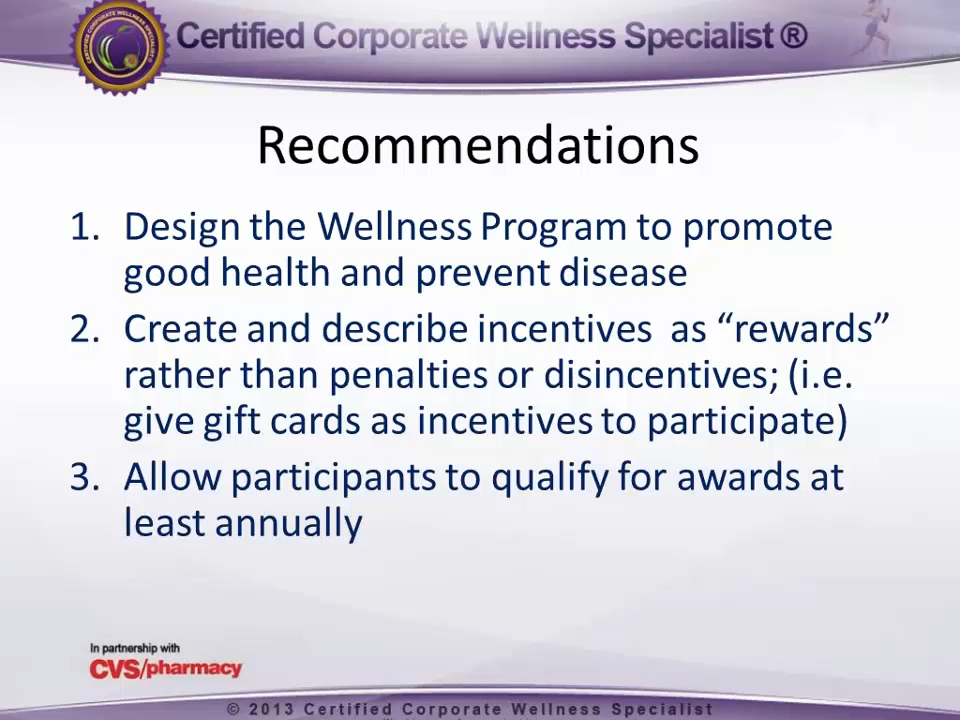 Certified Corporate Wellness Specialist ®
Recommendations
1. Design the Wellness Program to promote
good health and prevent disease
2. Create and describe incentives as “rewards”
rather than penalties or disincentives; (i.e.
give gift cards as incentives to participate)
3. Allow participants to qualify for awards at
least annually
In partnership with
CVS/pharmacy
© 2013 Certified Corporate Wellness Specialist